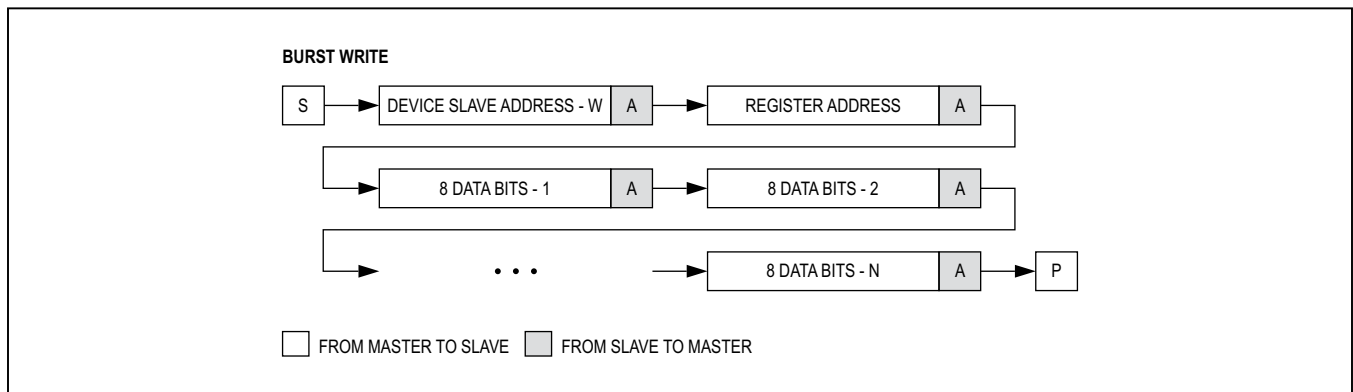 BURST WRITE
S DEVICE SLAVE ADDRESS - W A REGISTER ADDRESS A
8 DATA BITS - 1 A 8 DATA BITS - 2 A
• • • 8 DATA BITS - N A P
FROM MASTER TO SLAVE FROM SLAVE TO MASTER